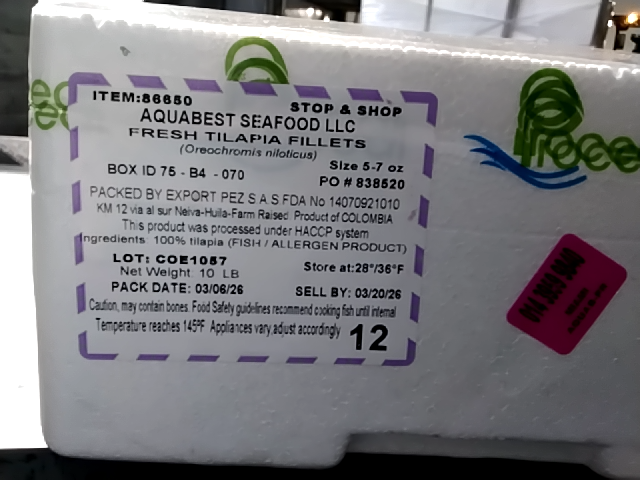 ITEM:86650 STOP & SHOP
AQUABEST SEAFOOD LLC
FRESH TILAPIA FILLETS
(Oreochromis niloticus)
Size 5-7 oz
BOX ID 75 - B4 - 070
PO # 838520
PACKED BY EXPORT PEZ S A S FDA No 14070921010
KM 12 via al sur Neiva-Huila-Farm Raised. Product of COLOMBIA
This product was processed under HACCP system
Ingredients: 100% tilapia (FISH / ALLERGEN PRODUCT)
LOT: COE1057
Store at:28°/36°F
Net Weight: 10 LB
PACK DATE: 03/06/26 SELL BY: 03/20/26
Caution, may contain bones. Food Safety guidelines recommend cooking fish until internal
Temperature reaches 145ºF. Appliances vary,adjust accordingly
12